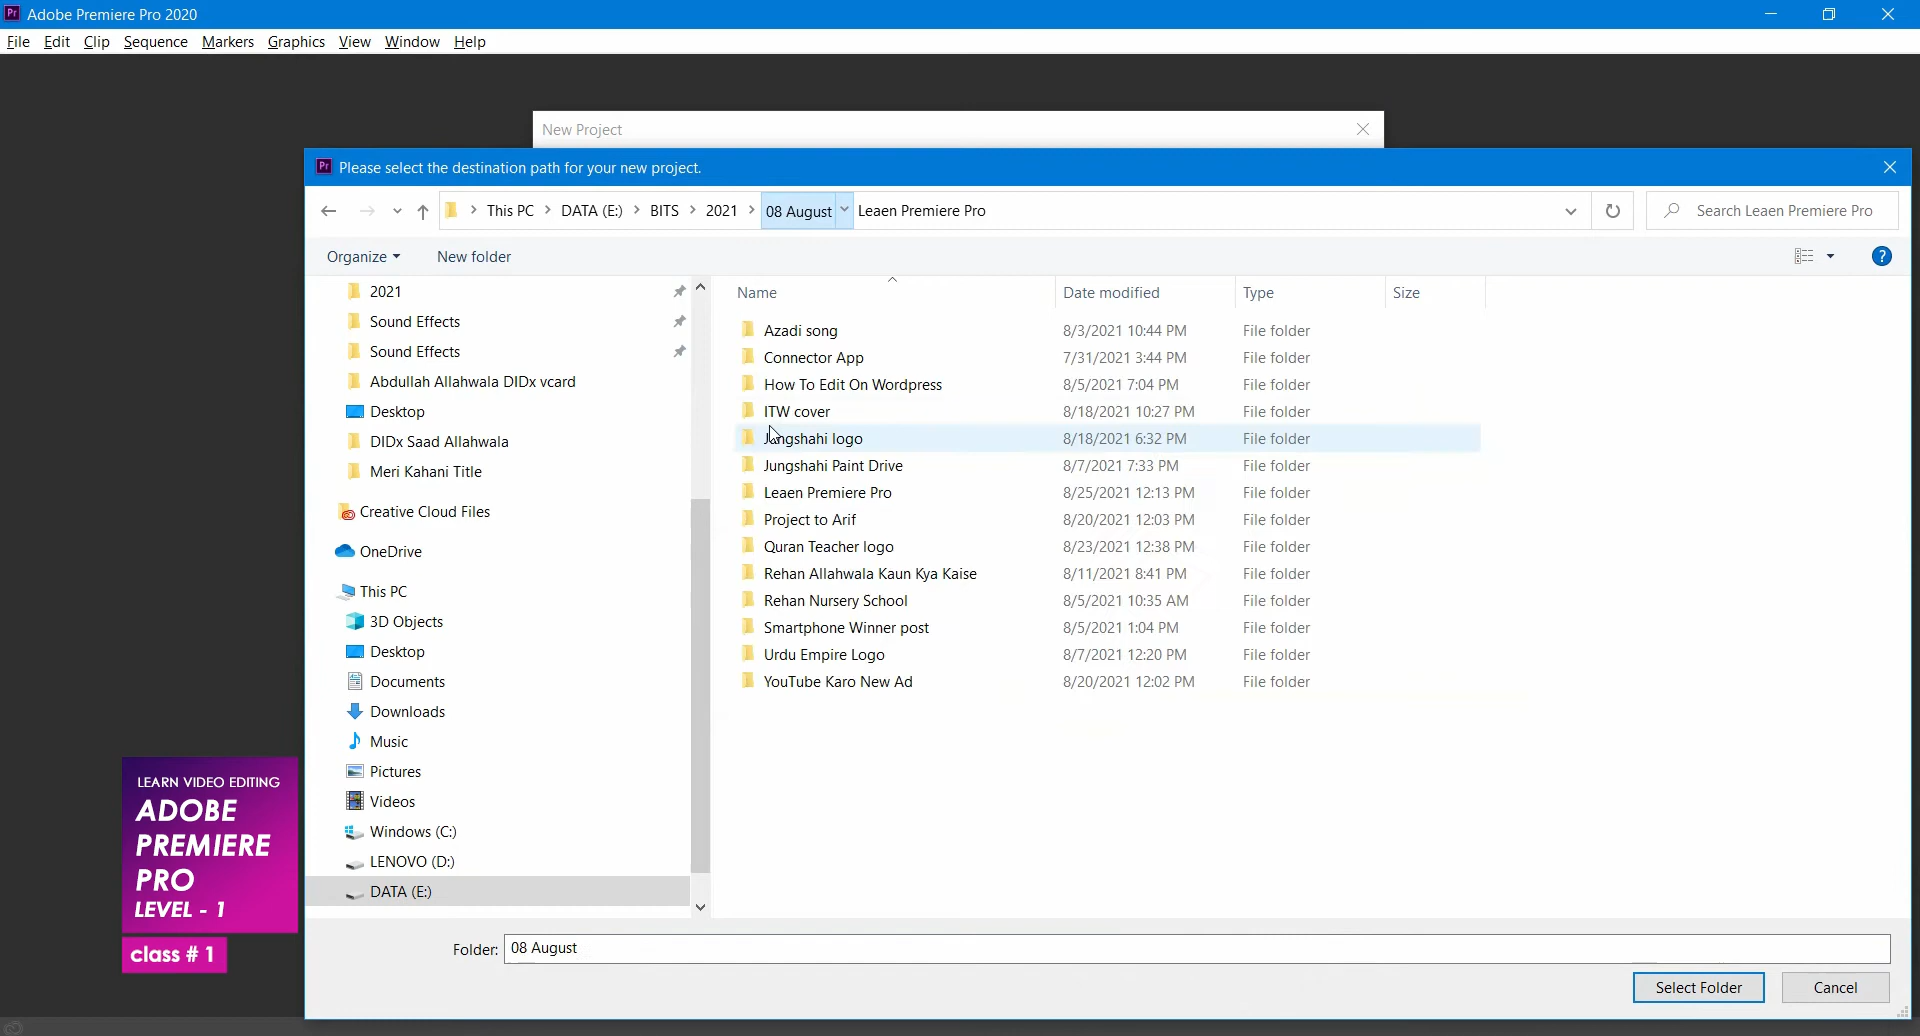 Pr Adobe Premiere Pro 2020
File Edit Clip Sequence Markers Graphics View Window Help
New Project
Pr Please select the destination path for your new project.
This PC > DATA (E:) > BITS > 2021 > 08 August Leaen Premiere Pro
Search Leaen Premiere Pro
Organize New folder
?
2021
Sound Effects
Sound Effects
Abdullah Allahwala DIDx vcard
Desktop
DIDx Saad Allahwala
Meri Kahani Title
Creative Cloud Files
OneDrive
This PC
3D Objects
Desktop
Documents
Downloads
Music
Pictures
Videos
Windows (C:)
LENOVO (D:)
DATA (E:)
Name Date modified Type Size
Azadi song 8/3/2021 10:44 PM File folder
Connector App 7/31/2021 3:44 PM File folder
How To Edit On Wordpress 8/5/2021 7:04 PM File folder
ITW cover 8/18/2021 10:27 PM File folder
Jungshahi logo 8/18/2021 6:32 PM File folder
Jungshahi Paint Drive 8/7/2021 7:33 PM File folder
Leaen Premiere Pro 8/25/2021 12:13 PM File folder
Project to Arif 8/20/2021 12:03 PM File folder
Quran Teacher logo 8/23/2021 12:38 PM File folder
Rehan Allahwala Kaun Kya Kaise 8/11/2021 8:41 PM File folder
Rehan Nursery School 8/5/2021 10:35 AM File folder
Smartphone Winner post 8/5/2021 1:04 PM File folder
Urdu Empire Logo 8/7/2021 12:20 PM File folder
YouTube Karo New Ad 8/20/2021 12:02 PM File folder
LEARN VIDEO EDITING
ADOBE
PREMIERE
PRO
LEVEL - 1
class # 1
Folder: 08 August
Select Folder Cancel